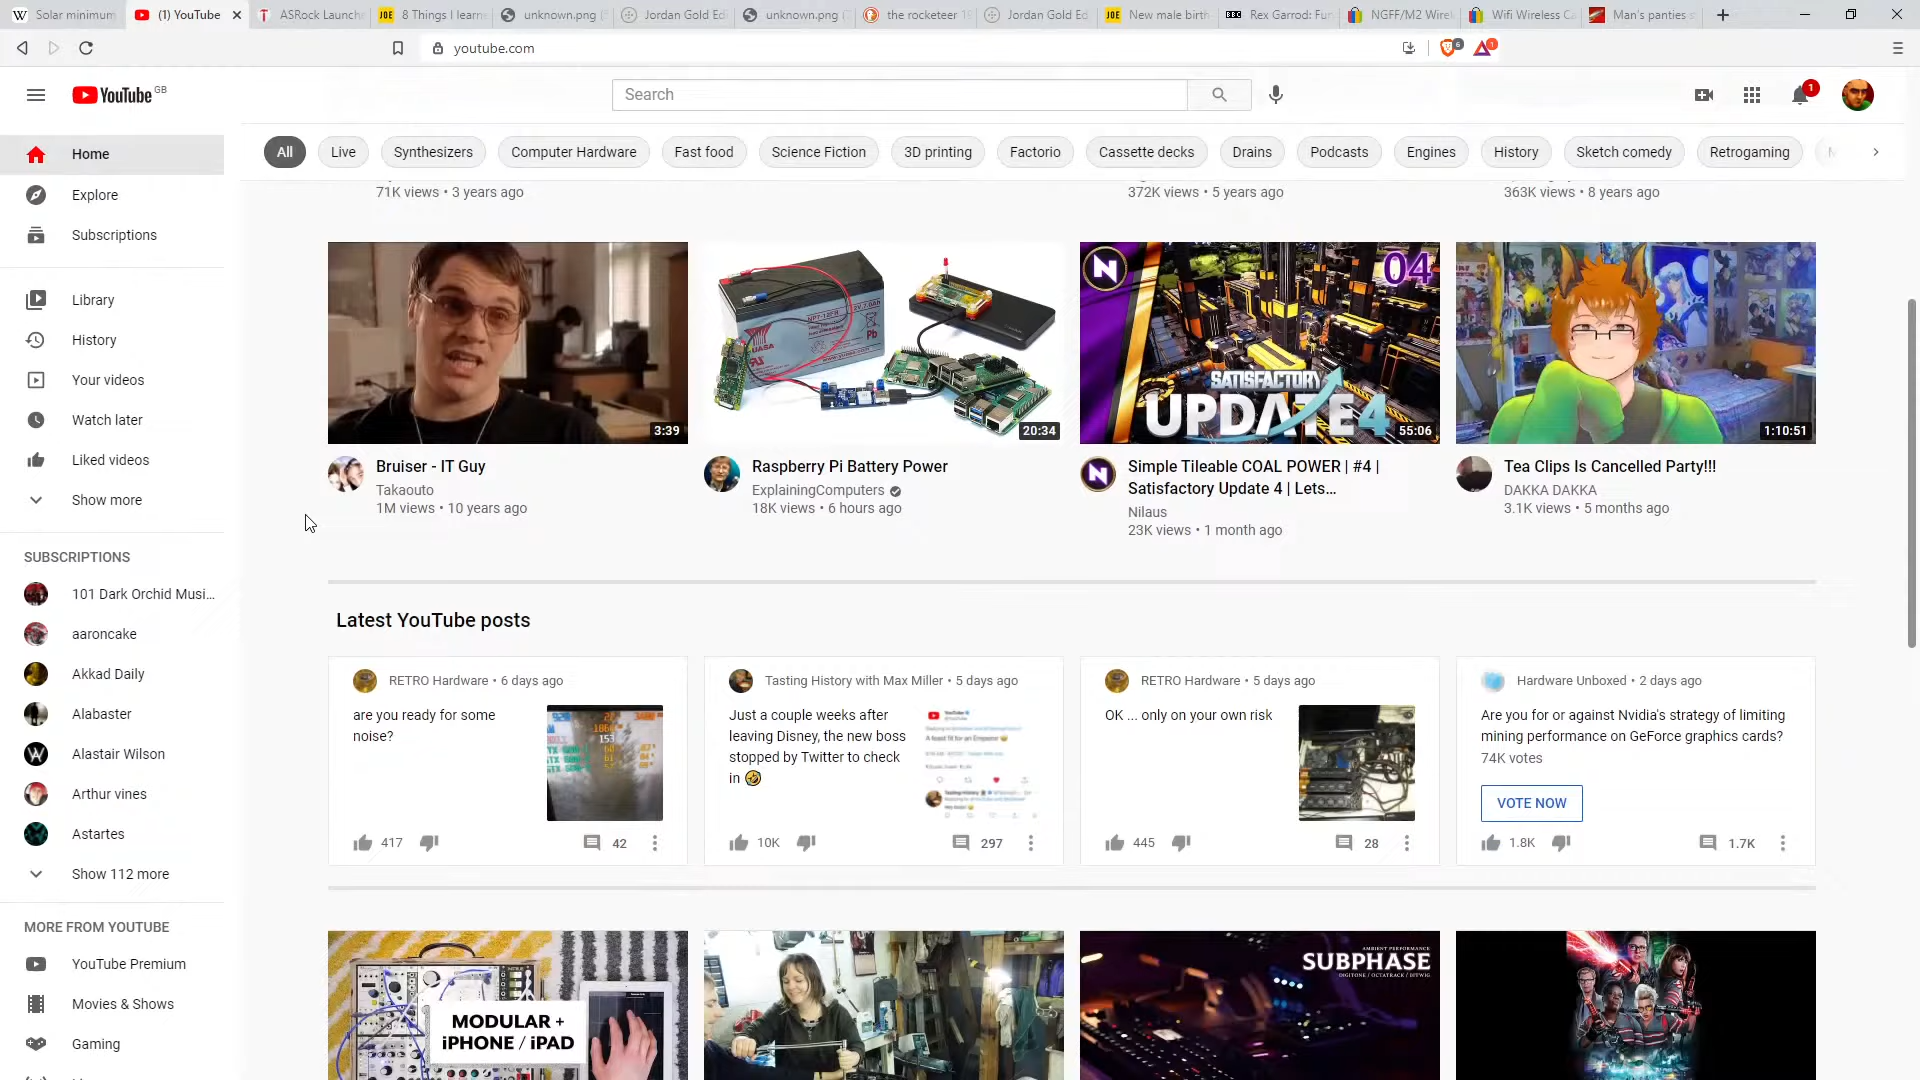 Solar minimum
(1) YouTube
ASRock Launch
8 Things I learn
unknown.png
Jordan Gold Ed
unknown.png
the rocketeer
Jordan Gold Ed
New male birth
Rex Garrod: Fun
NGFF/M2 Wirel
Wifi Wireless Ca
Man's panties
youtube.com
YouTube GB
Search
1
Home
Explore
Subscriptions
Library
History
Your videos
Watch later
Liked videos
Show more
SUBSCRIPTIONS
101 Dark Orchid Musi...
aaroncake
Akkad Daily
Alabaster
Alastair Wilson
Arthur vines
Astartes
Show 112 more
MORE FROM YOUTUBE
YouTube Premium
Movies & Shows
Gaming
All
Live
Synthesizers
Computer Hardware
Fast food
Science Fiction
3D printing
Factorio
Cassette decks
Drains
Podcasts
Engines
History
Sketch comedy
Retrogaming
71K views • 3 years ago
372K views • 5 years ago
363K views • 8 years ago
3:39
20:34
04
SATISFACTORY
UPDATE 4
55:06
1:10:51
Bruiser - IT Guy
Takaouto
1M views • 10 years ago
Raspberry Pi Battery Power
ExplainingComputers
18K views • 6 hours ago
Simple Tileable COAL POWER | #4 |
Satisfactory Update 4 | Lets...
Nilaus
23K views • 1 month ago
Tea Clips Is Cancelled Party!!!
DAKKA DAKKA
3.1K views • 5 months ago
Latest YouTube posts
RETRO Hardware • 6 days ago
are you ready for some
noise?
417
42
Tasting History with Max Miller • 5 days ago
Just a couple weeks after
leaving Disney, the new boss
stopped by Twitter to check
in 🤣
10K
297
RETRO Hardware • 5 days ago
OK ... only on your own risk
445
28
Hardware Unboxed • 2 days ago
Are you for or against Nvidia's strategy of limiting
mining performance on GeForce graphics cards?
74K votes
VOTE NOW
1.8K
1.7K
MODULAR +
iPHONE / iPAD
AMBIENT PERFORMANCE
SUBPHASE
DIGITONE / OCTATRACK / BITWIG